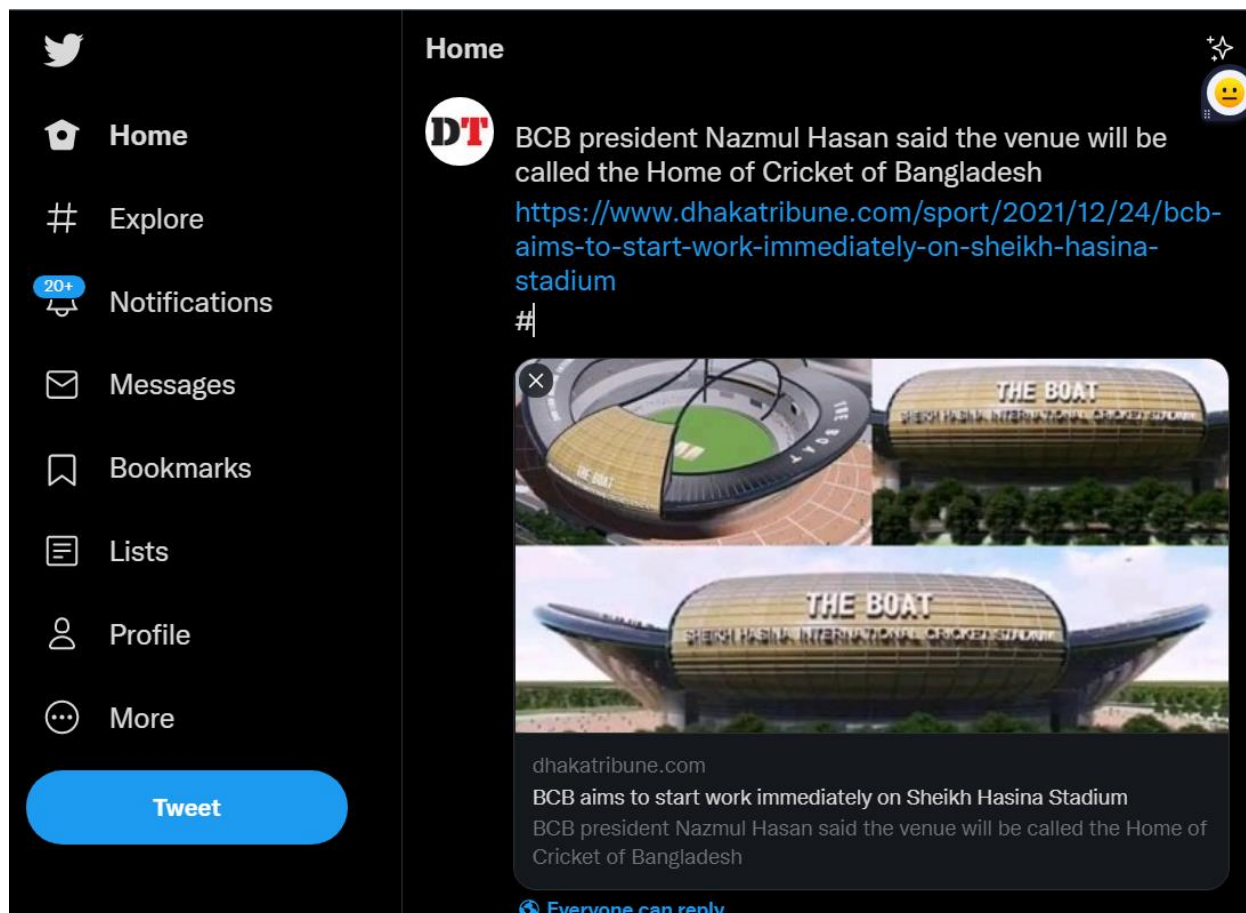 Home
Explore
20+
Notifications
Messages
Bookmarks
Lists
Profile
More
Tweet
Home
DT
BCB president Nazmul Hasan said the venue will be
called the Home of Cricket of Bangladesh
https://www.dhakatribune.com/sport/2021/12/24/bcb-
aims-to-start-work-immediately-on-sheikh-hasina-
stadium
#
THE BOAT
THE BOAT
THE BOAT
SHEIKH HASINA INTERNATIONAL CRICKET STADIUM
THE BOAT
SHEIKH HASINA INTERNATIONAL CRICKET STADIUM
dhakatribune.com
BCB aims to start work immediately on Sheikh Hasina Stadium
BCB president Nazmul Hasan said the venue will be called the Home of
Cricket of Bangladesh
Everyone can reply